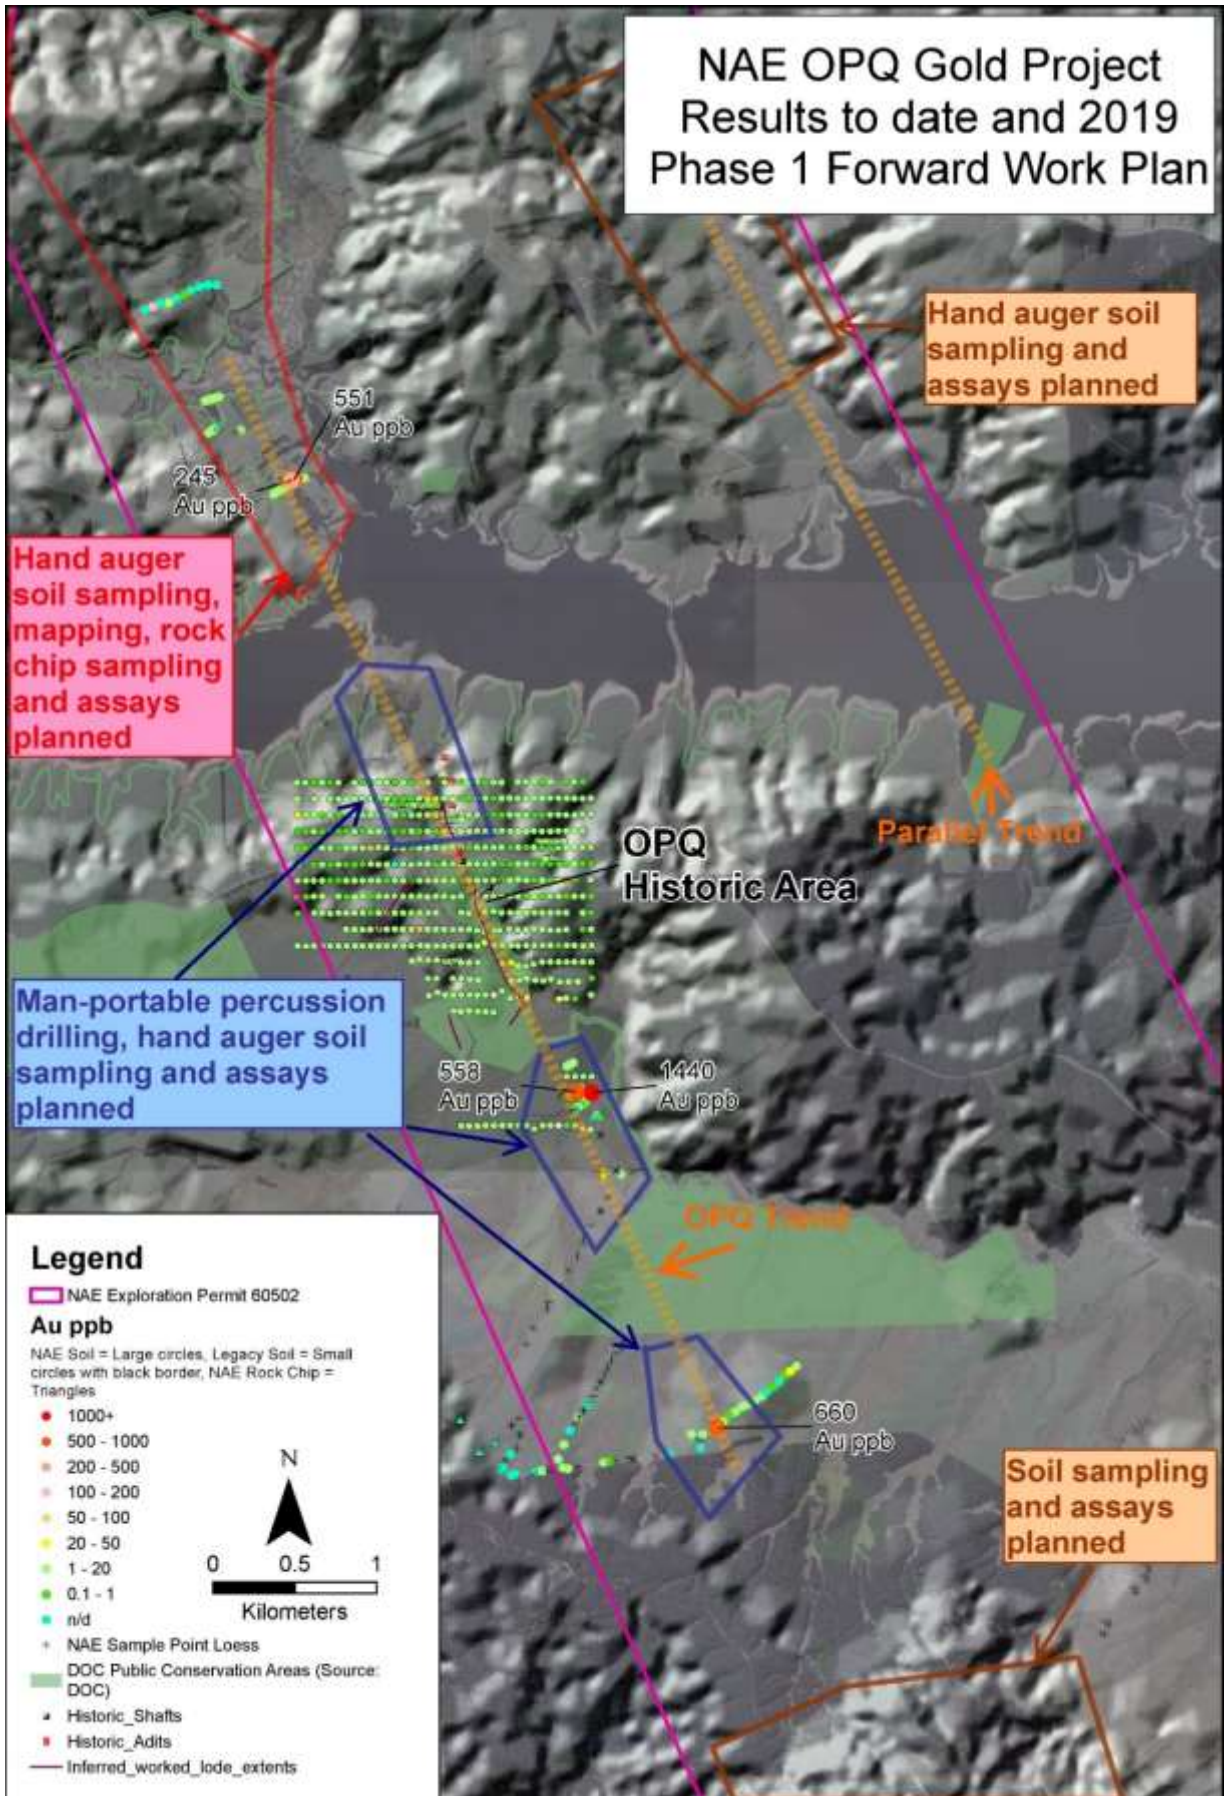 NAE OPQ Gold Project
Results to date and 2019
Phase 1 Forward Work Plan
Hand auger soil
sampling and
assays planned
551
Au ppb
245
Au ppb
Hand auger
soil sampling,
mapping, rock
chip sampling
and assays
planned
Parallel Trend
OPQ
Historic Area
Man-portable percussion
drilling, hand auger soil
sampling and assays
planned
558
Au ppb
1440
Au ppb
OPQ Trend
660
Au ppb
Soil sampling
and assays
planned
Legend
NAE Exploration Permit 60502
Au ppb
NAE Soil = Large circles, Legacy Soil = Small
circles with black border, NAE Rock Chip =
Triangles
1000+
500 - 1000
200 - 500
100 - 200
50 - 100
20 - 50
1 - 20
0.1 - 1
n/d
NAE Sample Point Loess
DOC Public Conservation Areas (Source:
DOC)
Historic_Shafts
Historic_Adits
Inferred_worked_lode_extents
N
0 0.5 1
Kilometers